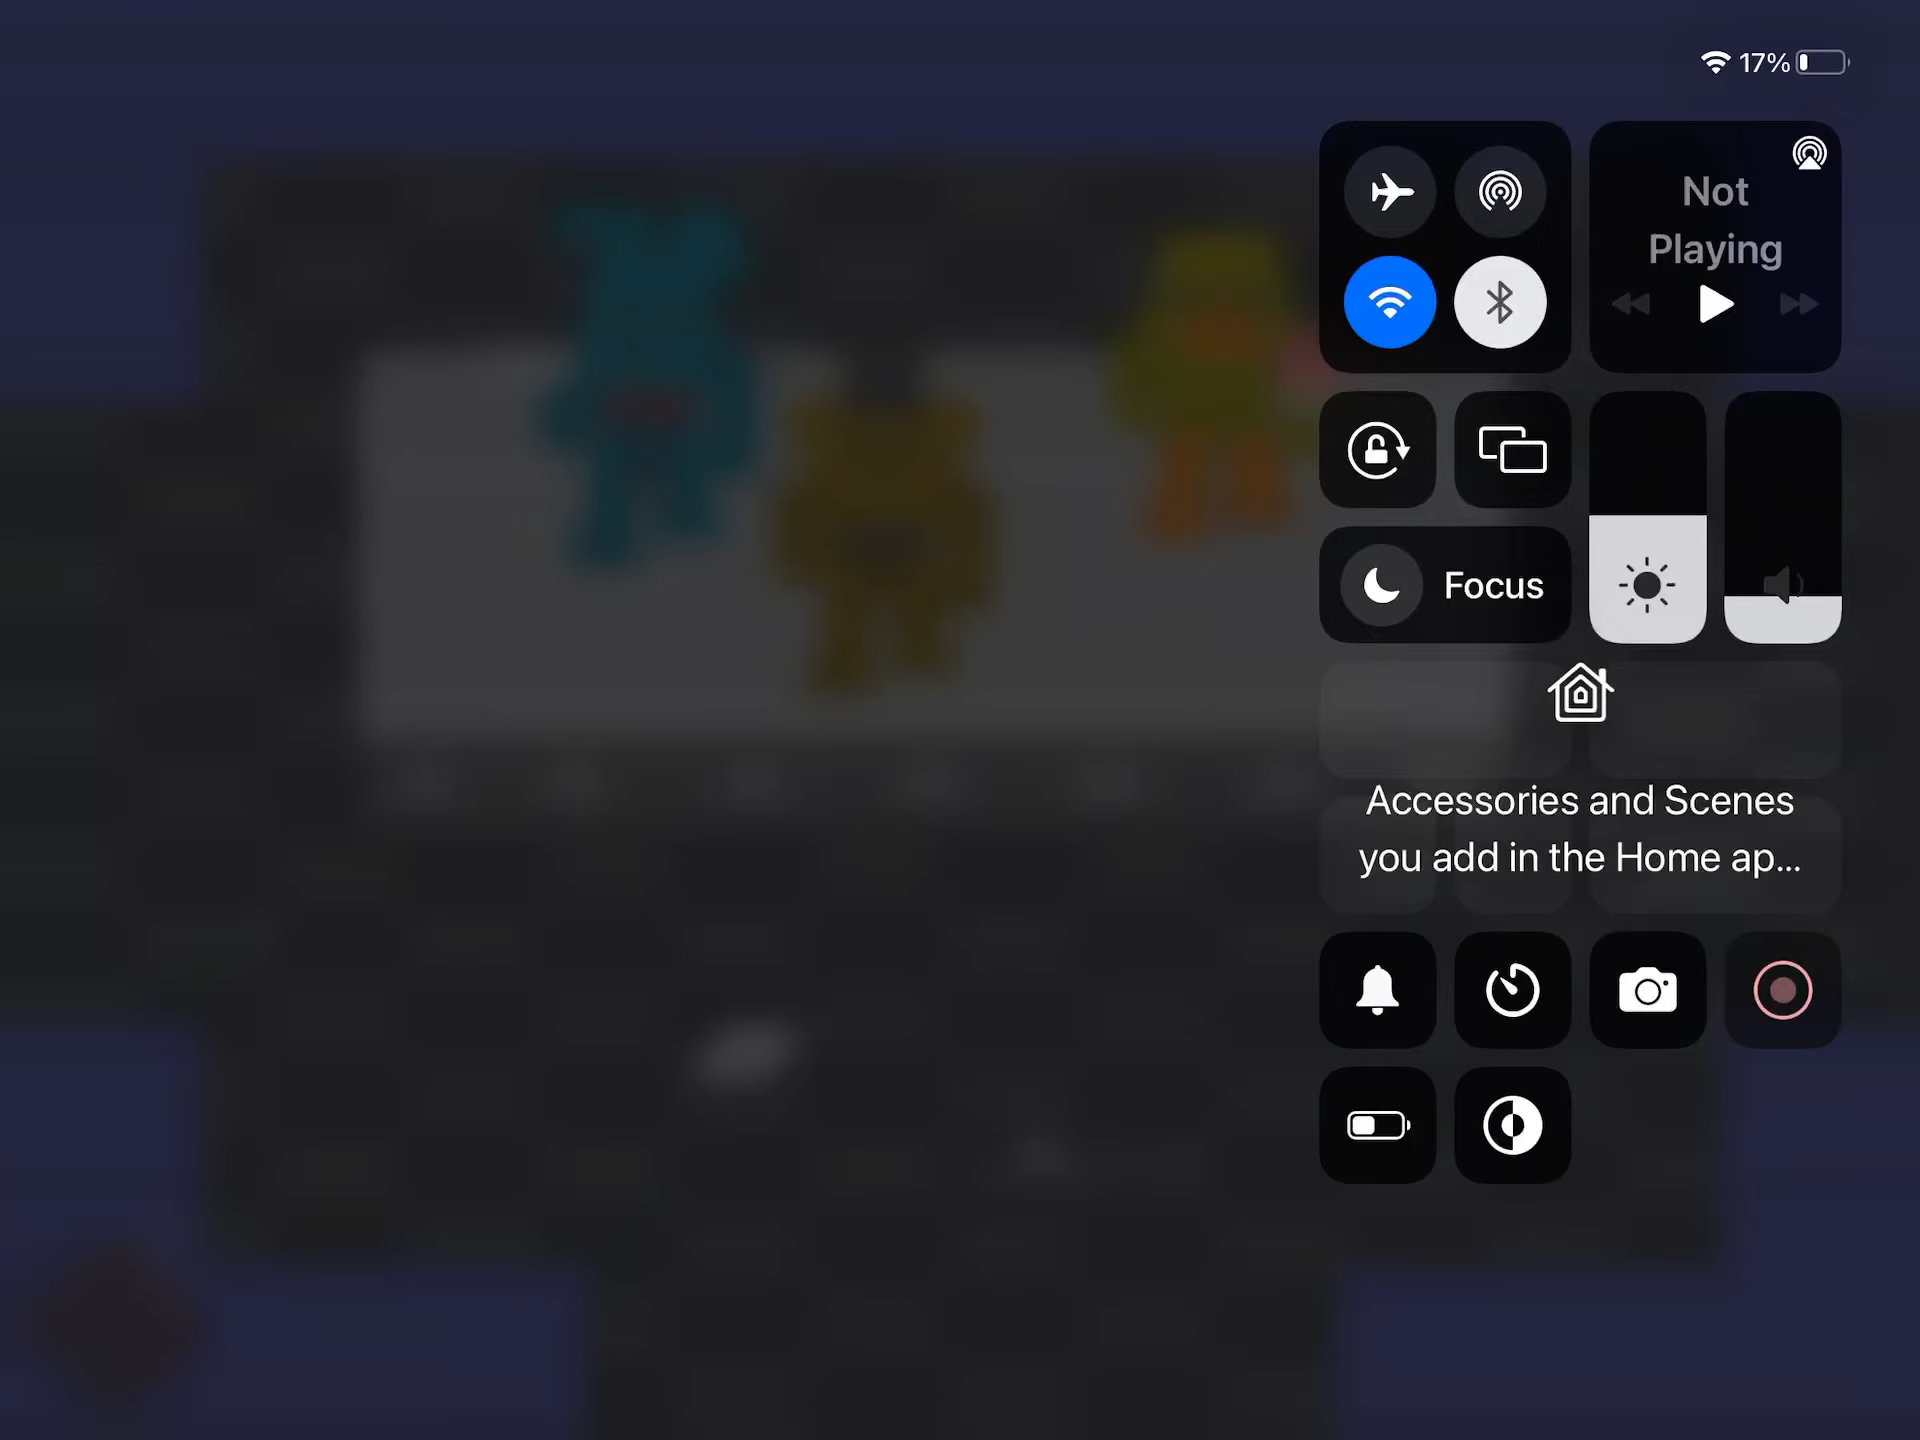 17%
Not
Playing
Focus
Accessories and Scenes
you add in the Home ap...